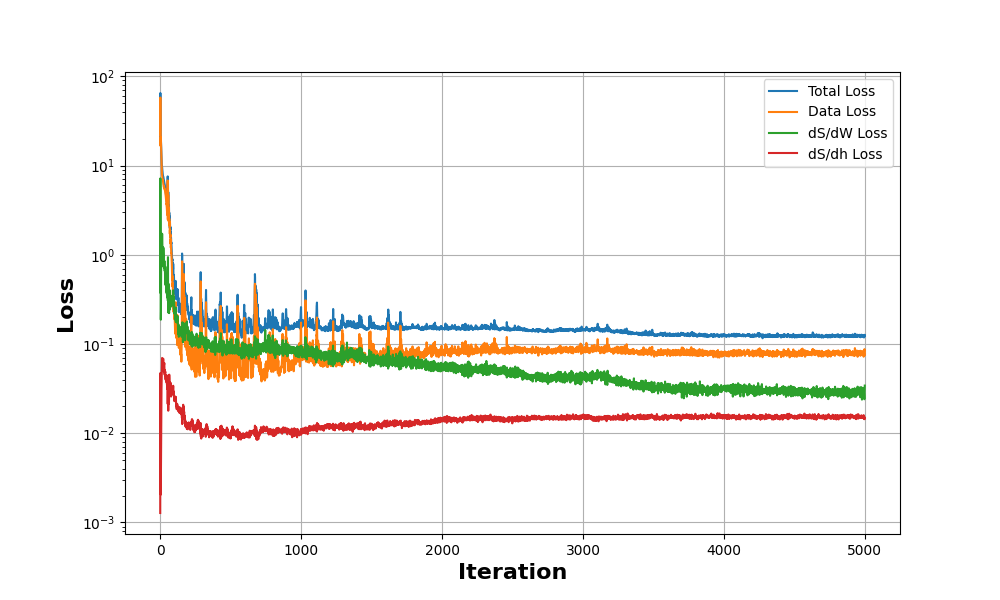 10²
10¹
10⁰
10⁻¹
10⁻²
10⁻³
Loss
Total Loss
Data Loss
dS/dW Loss
dS/dh Loss
0 1000 2000 3000 4000 5000
Iteration